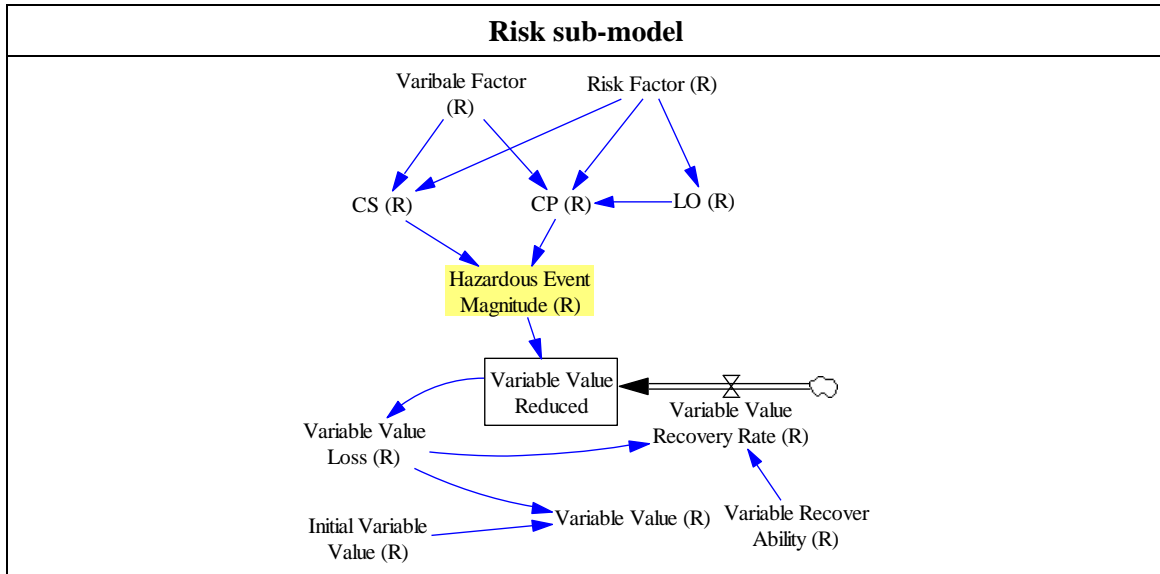 Risk sub-model
Varibale Factor
(R)
Risk Factor (R)
CS (R)
CP (R)
LO (R)
Hazardous Event
Magnitude (R)
Variable Value
Reduced
Variable Value
Recovery Rate (R)
Variable Value
Loss (R)
Variable Value (R)
Variable Recover
Ability (R)
Initial Variable
Value (R)